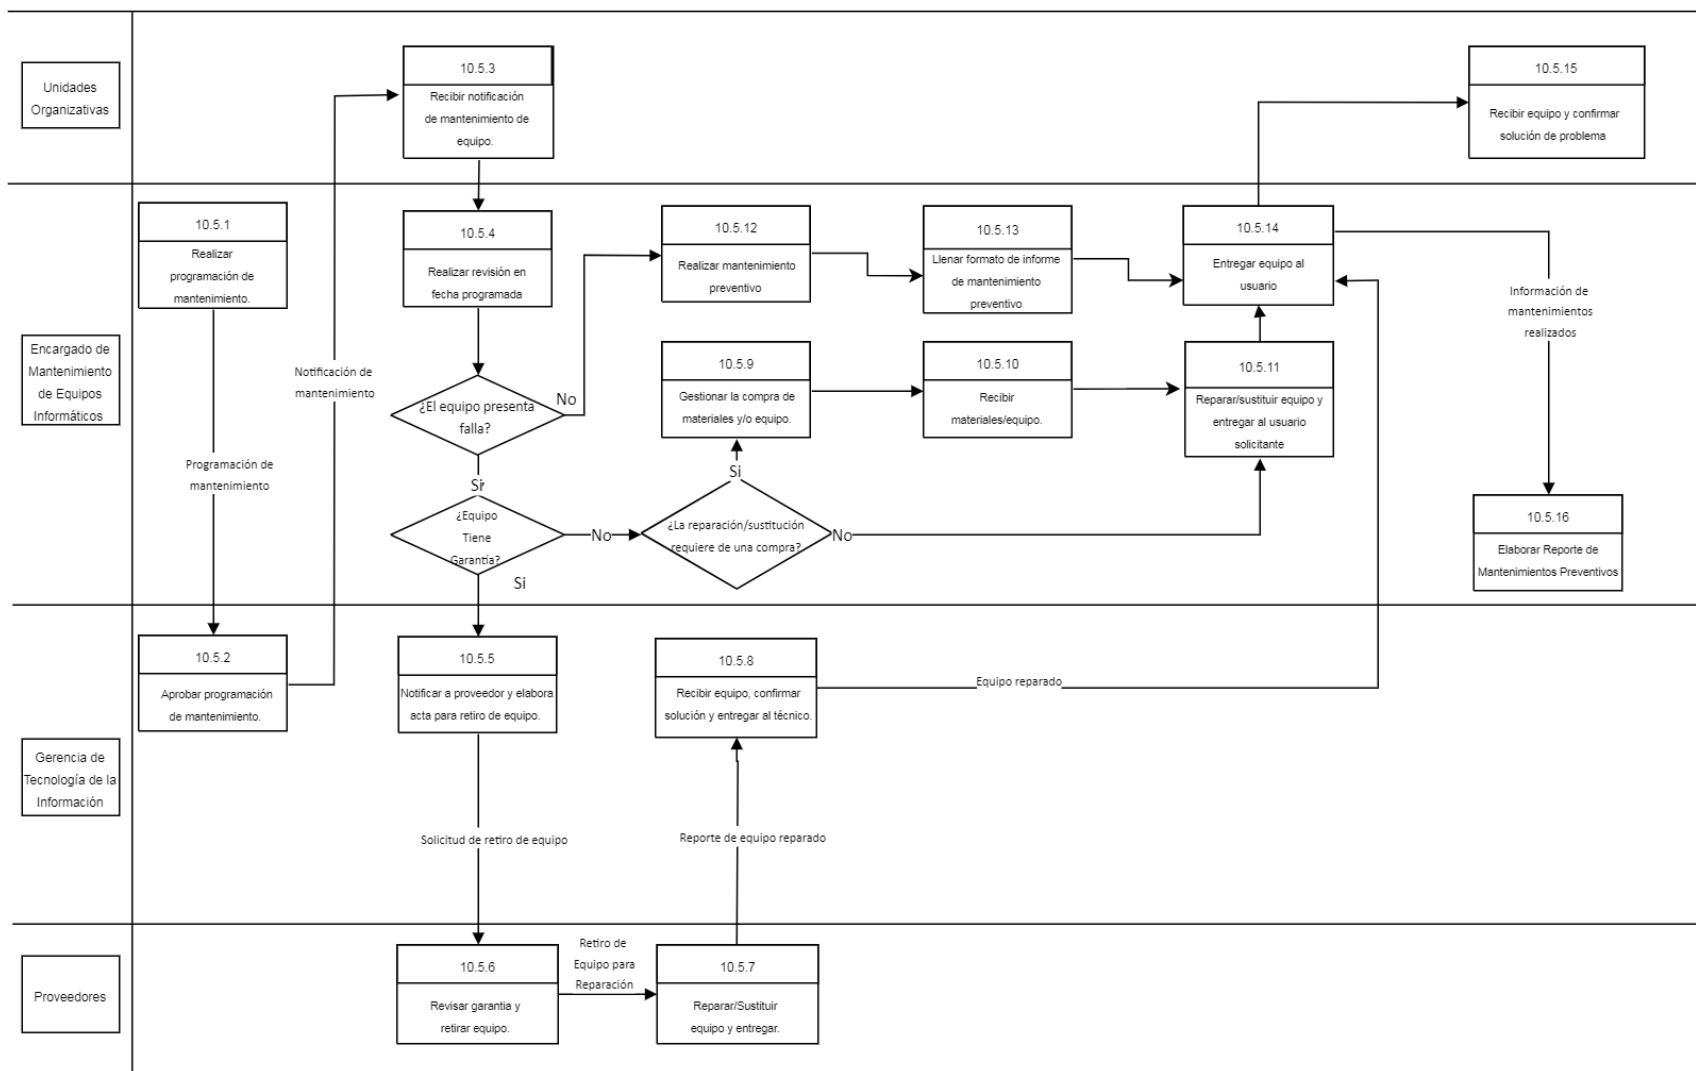 Unidades
Organizativas
10.5.3
Recibir notificación
de mantenimiento de
equipo.
10.5.15
Recibir equipo y confirmar
solución de problema
Encargado de
Mantenimiento
de Equipos
Informáticos
10.5.1
Realizar
programación de
mantenimiento.
Programación de
mantenimiento
Notificación de
mantenimiento
10.5.4
Realizar revisión en
fecha programada
¿El equipo presenta
falla?
No
Si
¿Equipo
Tiene
Garantía?
No
Si
10.5.12
Realizar mantenimiento
preventivo
10.5.13
Llenar formato de informe
de mantenimiento
preventivo
10.5.14
Entregar equipo al
usuario
10.5.9
Gestionar la compra de
materiales y/o equipo.
10.5.10
Recibir
materiales/equipo.
10.5.11
Reparar/sustituir equipo y
entregar al usuario
solicitante
Si
¿La reparación/sustitución
requiere de una compra?
No
Información de
mantenimientos
realizados
10.5.16
Elaborar Reporte de
Mantenimientos Preventivos
Gerencia de
Tecnología de la
Información
10.5.2
Aprobar programación
de mantenimiento.
10.5.5
Notificar a proveedor y elabora
acta para retiro de equipo.
10.5.8
Recibir equipo, confirmar
solución y entregar al técnico.
Equipo reparado
Solicitud de retiro de equipo
Reporte de equipo reparado
Proveedores
10.5.6
Revisar garantia y
retirar equipo.
Retiro de
Equipo para
Reparación
10.5.7
Reparar/Sustituir
equipo y entregar.